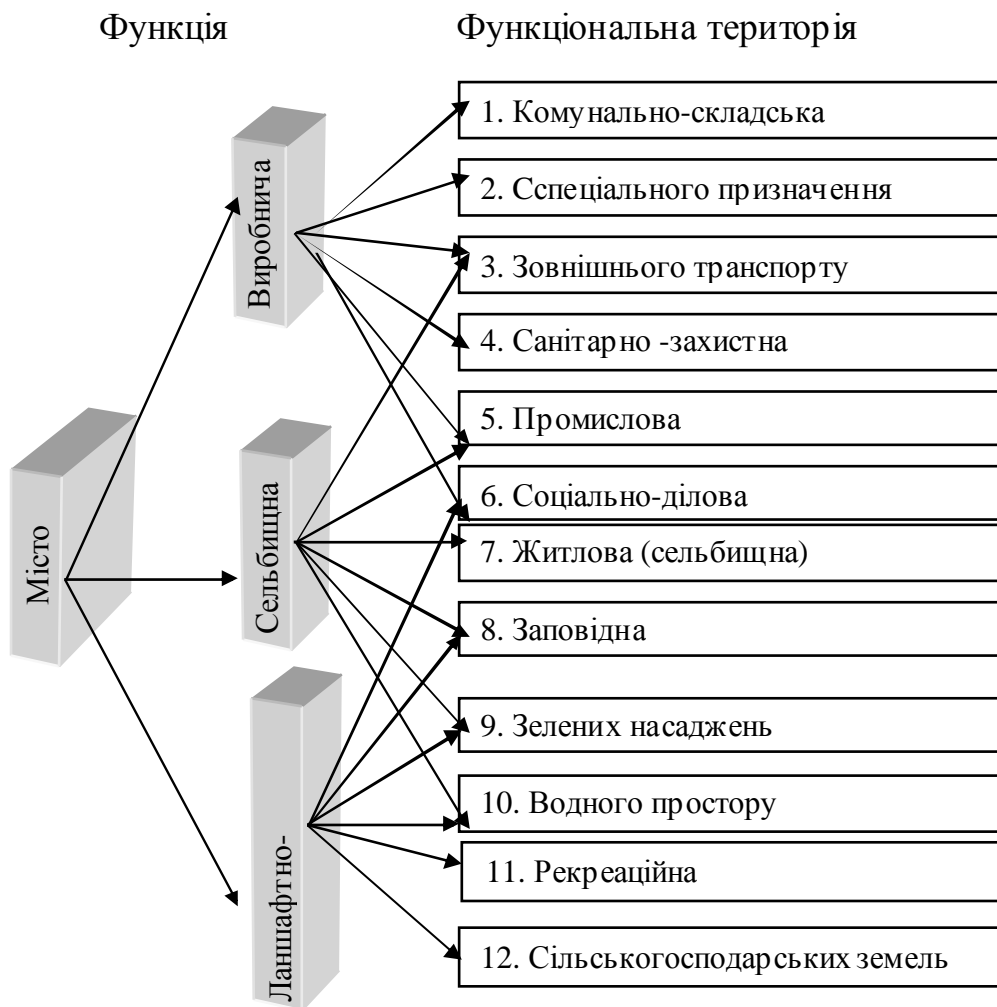 Функція
Функціональна територія
Місто
Виробнича
Сельбищна
Ланшафтно-
1. Комунально-складська
2. Сспеціального призначення
3. Зовнішнього транспорту
4. Санітарно -захистна
5. Промислова
6. Соціально-ділова
7. Житлова (сельбищна)
8. Заповідна
9. Зелених насаджень
10. Водного простору
11. Рекреаційна
12. Сільськогосподарських земель